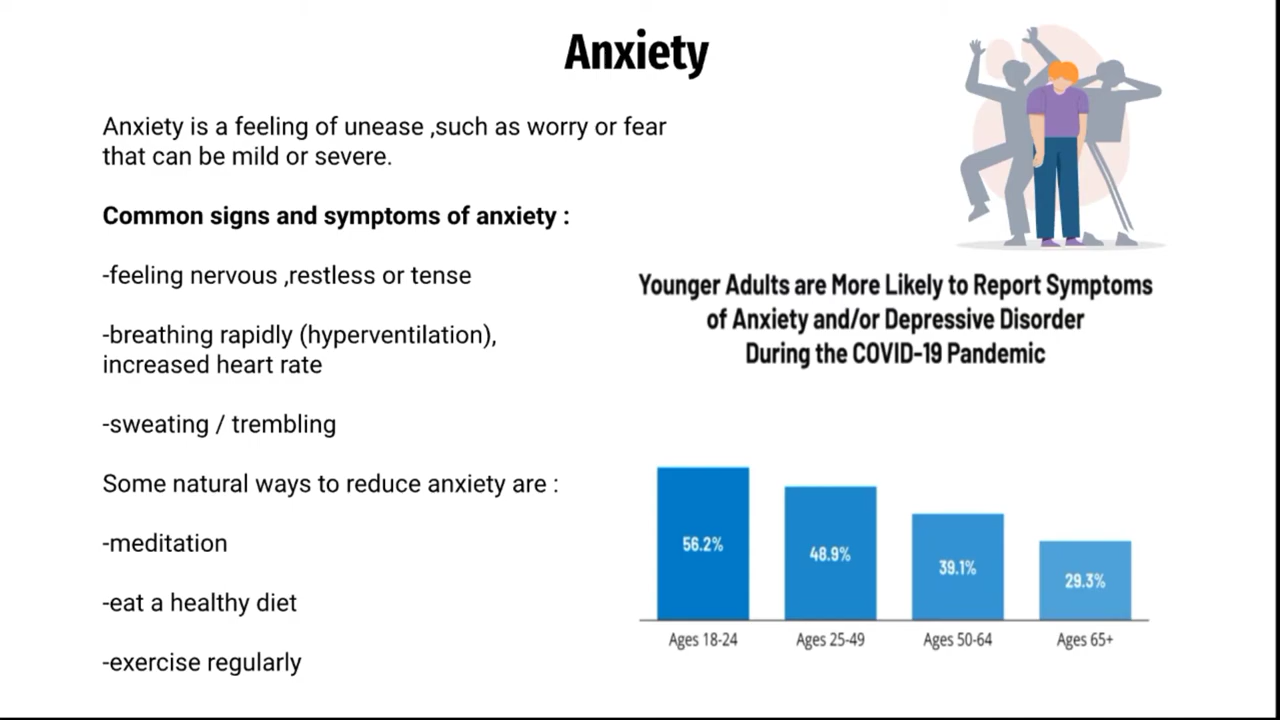 Anxiety
Anxiety is a feeling of unease ,such as worry or fear
that can be mild or severe.
Common signs and symptoms of anxiety :
-feeling nervous ,restless or tense
-breathing rapidly (hyperventilation),
increased heart rate
-sweating / trembling
Some natural ways to reduce anxiety are :
-meditation
-eat a healthy diet
-exercise regularly
Younger Adults are More Likely to Report Symptoms
of Anxiety and/or Depressive Disorder
During the COVID-19 Pandemic
56.2%
48.9%
39.1%
29.3%
Ages 18-24
Ages 25-49
Ages 50-64
Ages 65+